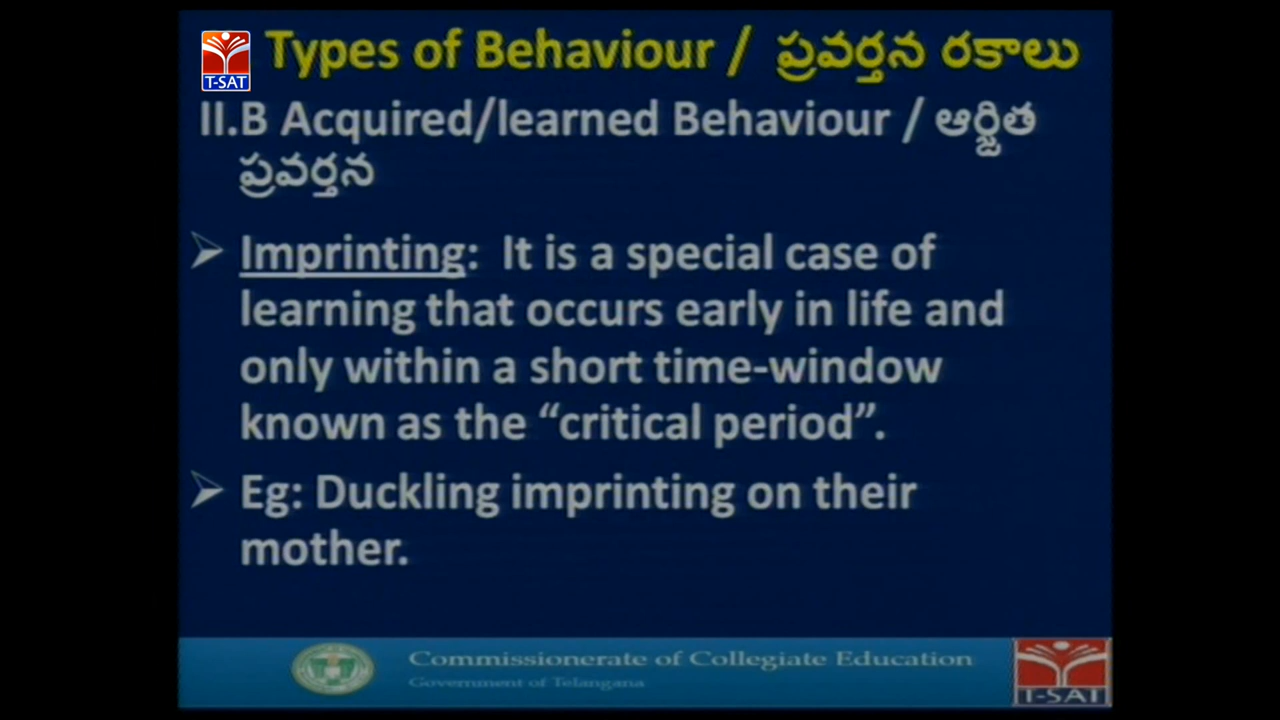 T-SAT
Types of Behaviour / ప్రవర్తన రకాలు
II.B Acquired/learned Behaviour / ఆర్జిత
ప్రవర్తన
Imprinting: It is a special case of
learning that occurs early in life and
only within a short time-window
known as the “critical period”.
Eg: Duckling imprinting on their
mother.
Commissionerate of Collegiate Education
Government of Telangana
T-SAT